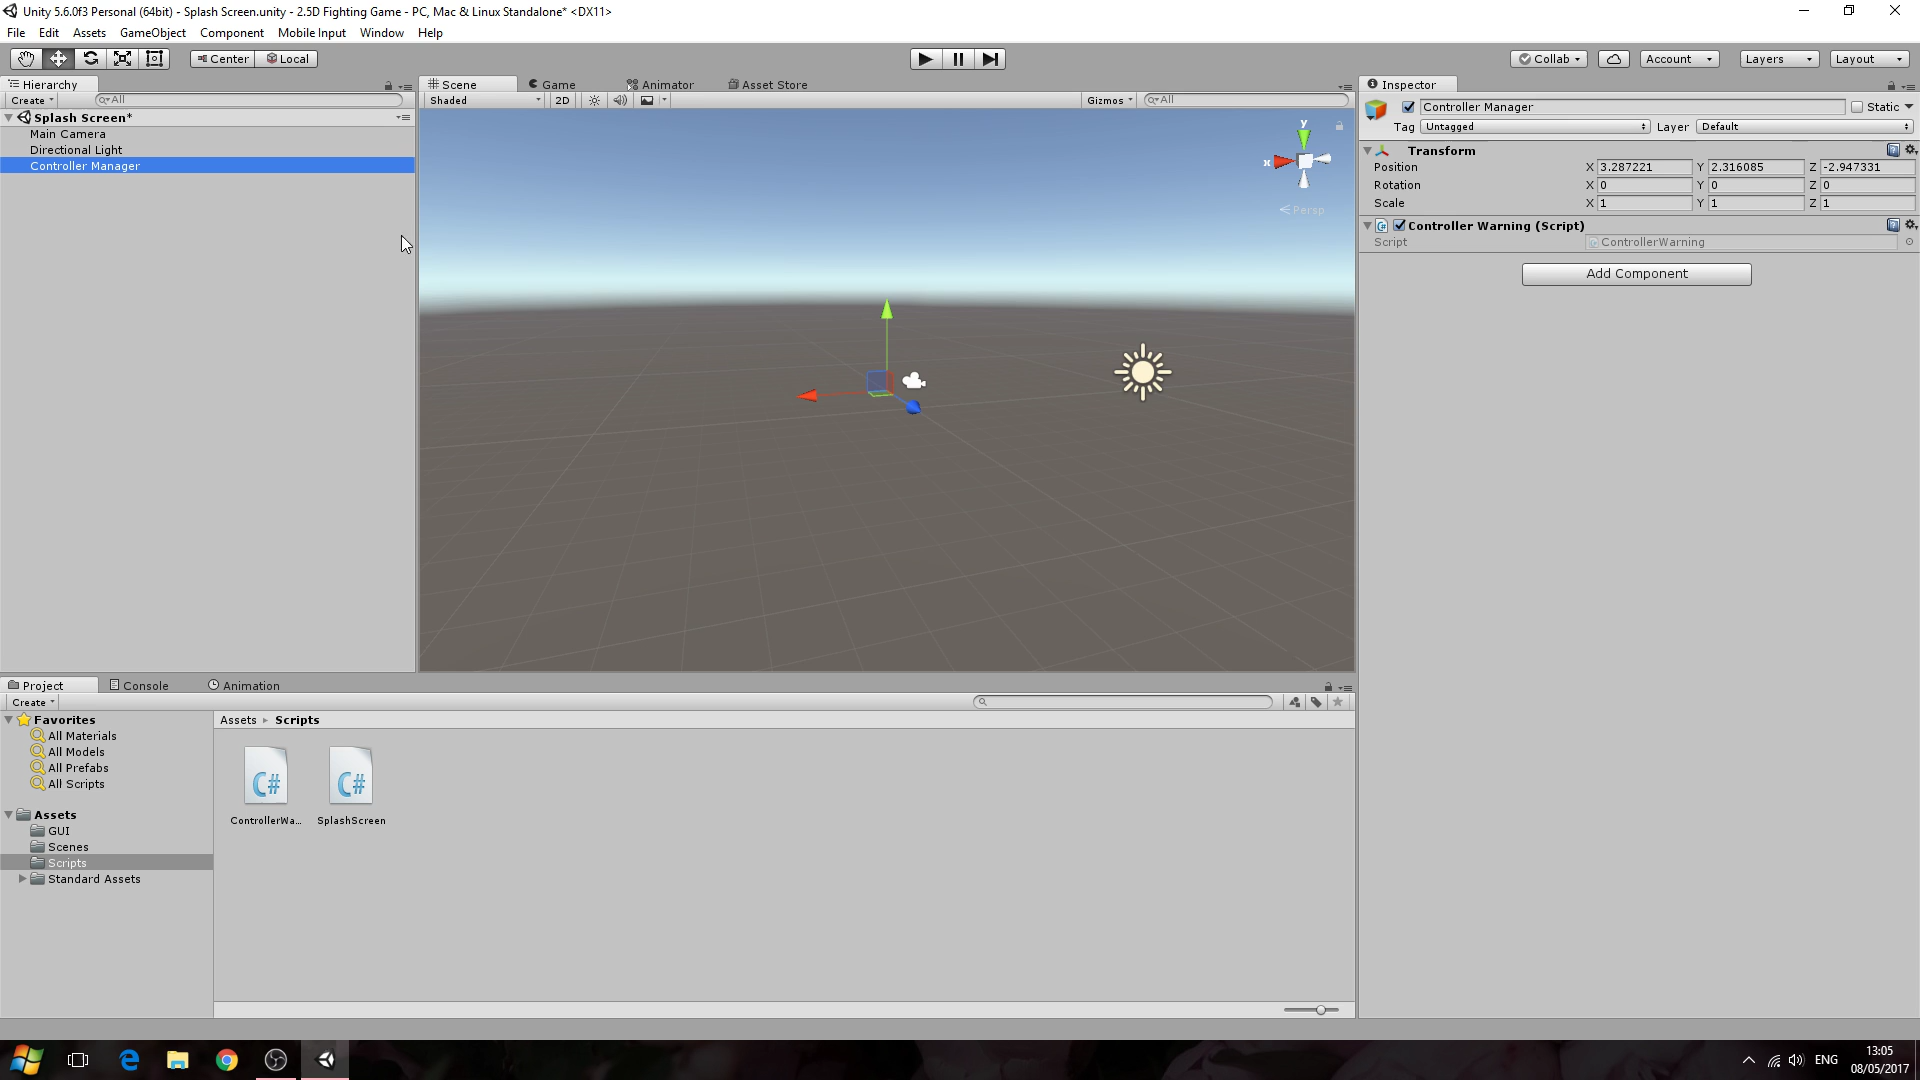 Unity 5.6.0f3 Personal (64bit) - Splash Screen.unity - 2.5D Fighting Game - PC, Mac & Linux Standalone* <DX11>
File Edit Assets GameObject Component Mobile Input Window Help
Center Local Collab Account Layers Layout
Hierarchy
Create All
Splash Screen*
Main Camera
Directional Light
Controller Manager
Scene Game Animator Asset Store
Shaded 2D Gizmos All
y
x
Persp
Inspector
Controller Manager Static
Tag Untagged Layer Default
Transform
Position X 3.287221 Y 2.316085 Z -2.947331
Rotation X 0 Y 0 Z 0
Scale X 1 Y 1 Z 1
Controller Warning (Script)
Script ControllerWarning
Add Component
Project Console Animation
Create
Favorites
All Materials
All Models
All Prefabs
All Scripts
Assets
GUI
Scenes
Scripts
Standard Assets
Assets Scripts
C# C#
ControllerWa... SplashScreen
ENG
13:05
08/05/2017